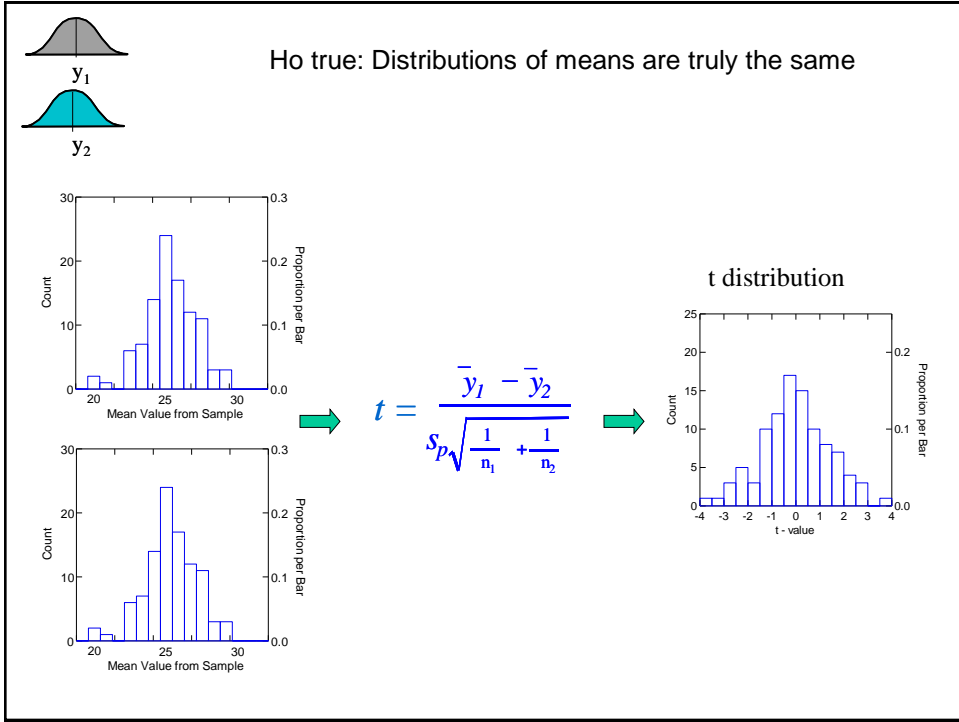 Ho true: Distributions of means are truly the same
y₁
y₂
30
20
10
0
Count
0.3
0.2
0.1
0.0
Proportion per Bar
20 25 30
Mean Value from Sample
30
20
10
0
Count
0.3
0.2
0.1
0.0
Proportion per Bar
20 25 30
Mean Value from Sample
t = (ȳ₁ − ȳ₂) / (sₚ√(1/n₁ + 1/n₂))
t distribution
25
20
15
10
5
0
Count
0.2
0.1
0.0
Proportion per Bar
-4 -3 -2 -1 0 1 2 3 4
t - value